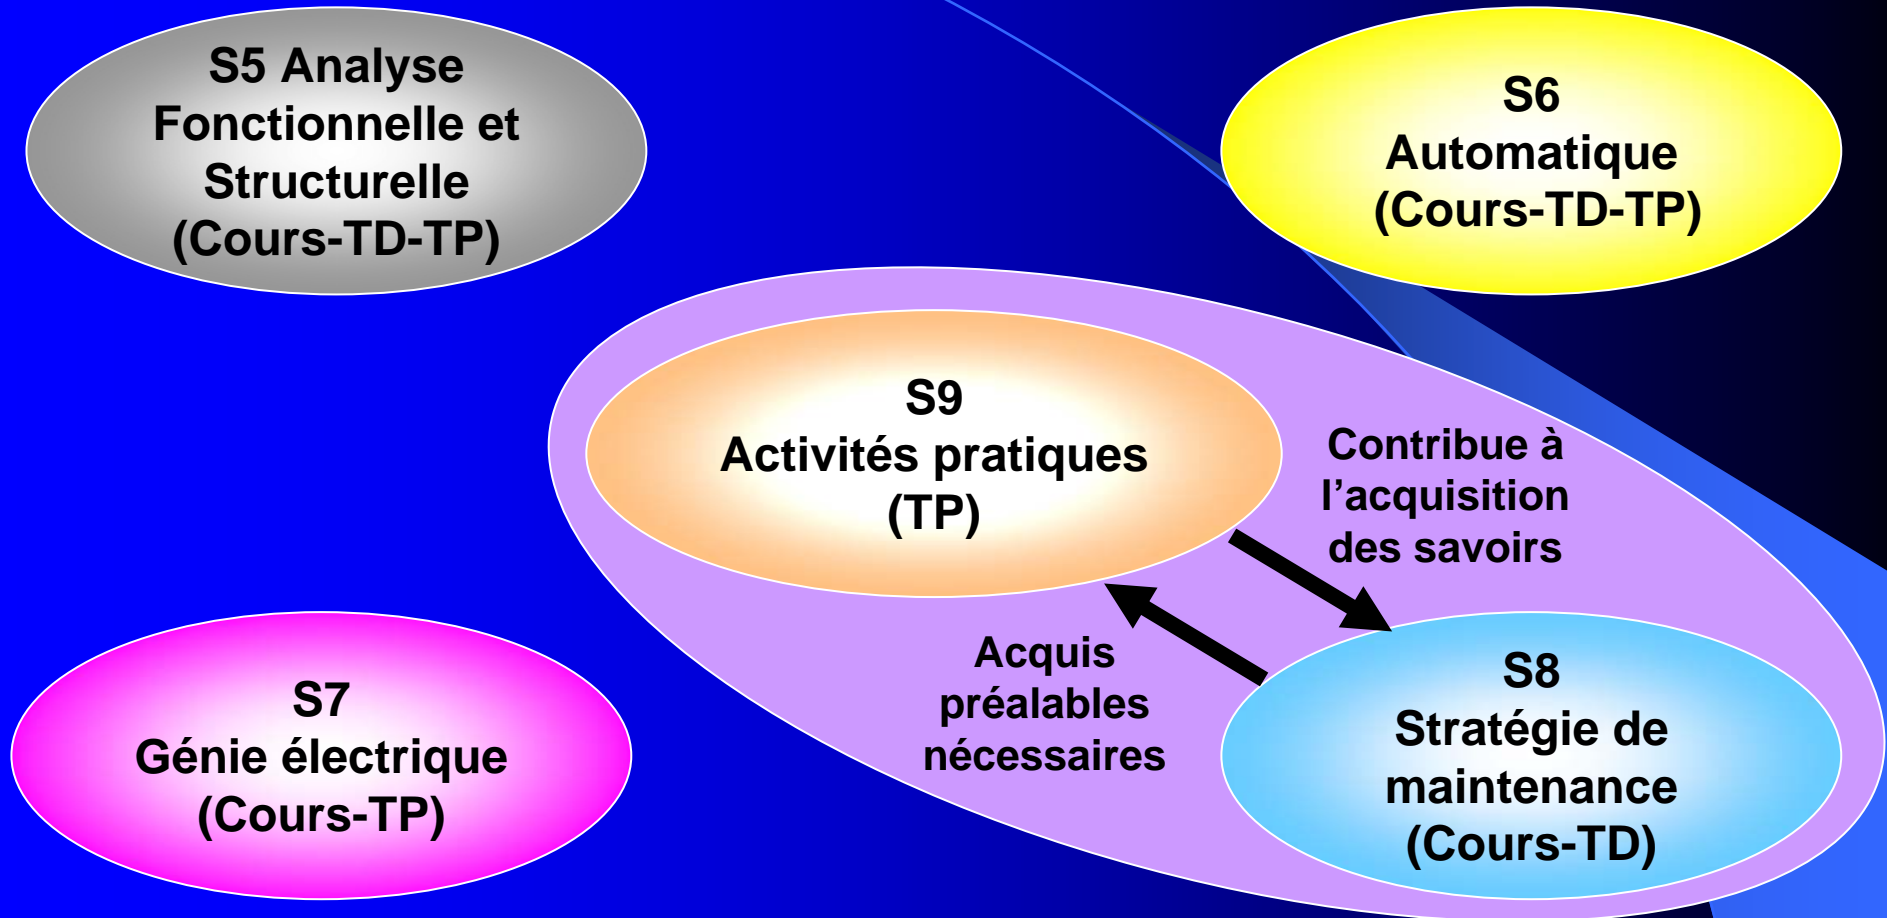 S5 Analyse
Fonctionnelle et
Structurelle
(Cours-TD-TP)
S6
Automatique
(Cours-TD-TP)
S9
Activités pratiques
(TP)
Contribue à
l’acquisition
des savoirs
Acquis
préalables
nécessaires
S7
Génie électrique
(Cours-TP)
S8
Stratégie de
maintenance
(Cours-TD)